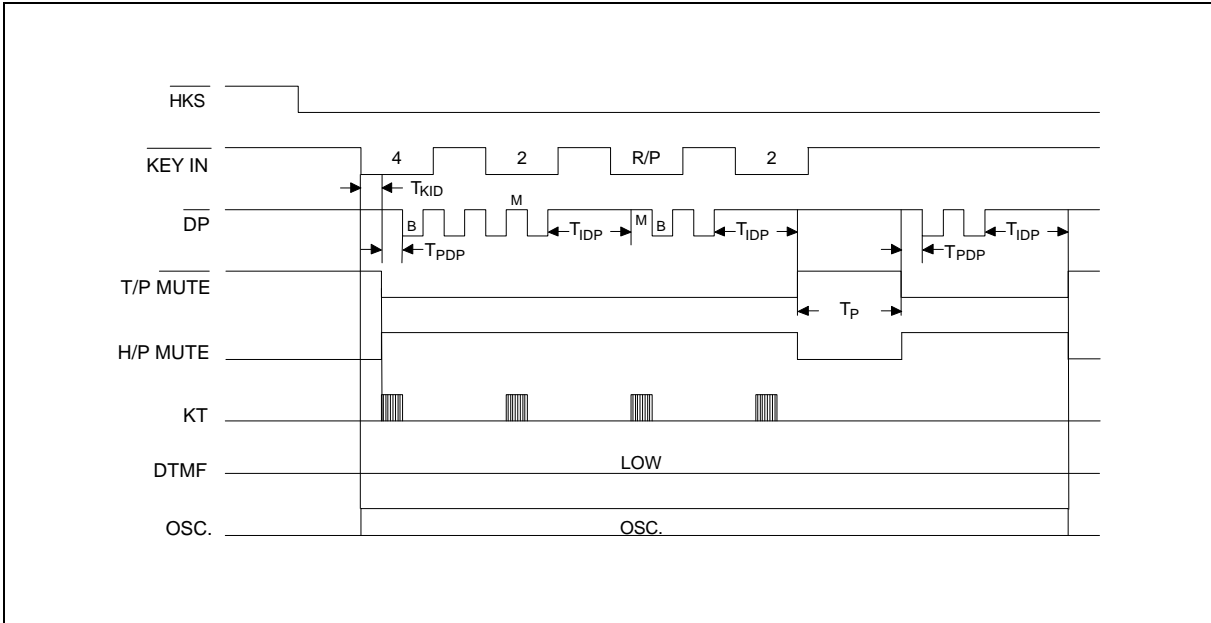 HKS
KEY IN
4 2 R/P 2
TKID
M
DP
B TIDP M B TIDP TIDP
TPDP TPDP
T/P MUTE
TP
H/P MUTE
KT
DTMF LOW
OSC. OSC.